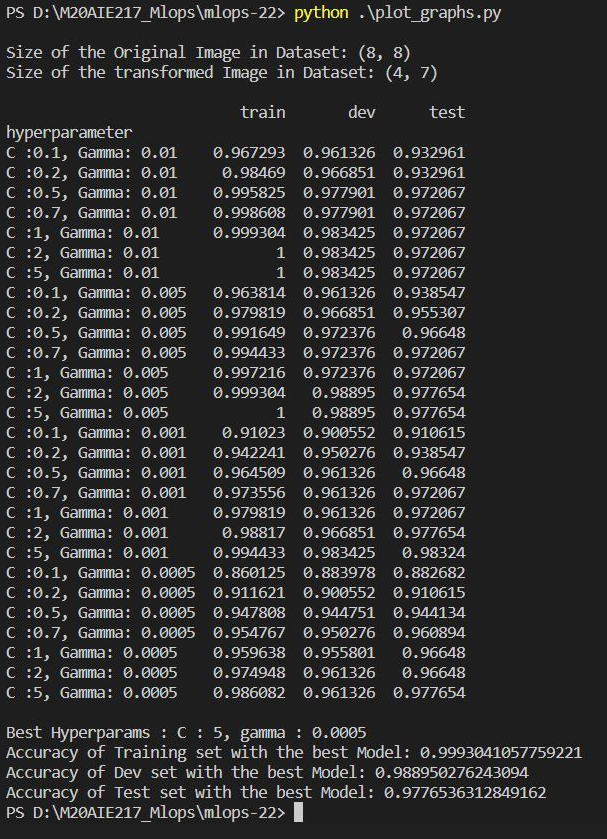 PS D:\M20AIE217_Mlops\mlops-22> python .\plot_graphs.py
Size of the Original Image in Dataset: (8, 8)
Size of the transformed Image in Dataset: (4, 7)
train dev test
hyperparameter
C :0.1, Gamma: 0.01 0.967293 0.961326 0.932961
C :0.2, Gamma: 0.01 0.98469 0.966851 0.932961
C :0.5, Gamma: 0.01 0.995825 0.977901 0.972067
C :0.7, Gamma: 0.01 0.998608 0.977901 0.972067
C :1, Gamma: 0.01 0.999304 0.983425 0.972067
C :2, Gamma: 0.01 1 0.983425 0.972067
C :5, Gamma: 0.01 1 0.983425 0.972067
C :0.1, Gamma: 0.005 0.963814 0.961326 0.938547
C :0.2, Gamma: 0.005 0.979819 0.966851 0.955307
C :0.5, Gamma: 0.005 0.991649 0.972376 0.96648
C :0.7, Gamma: 0.005 0.994433 0.972376 0.972067
C :1, Gamma: 0.005 0.997216 0.972376 0.972067
C :2, Gamma: 0.005 0.999304 0.98895 0.977654
C :5, Gamma: 0.005 1 0.98895 0.977654
C :0.1, Gamma: 0.001 0.91023 0.900552 0.910615
C :0.2, Gamma: 0.001 0.942241 0.950276 0.938547
C :0.5, Gamma: 0.001 0.964509 0.961326 0.96648
C :0.7, Gamma: 0.001 0.973556 0.961326 0.972067
C :1, Gamma: 0.001 0.979819 0.961326 0.972067
C :2, Gamma: 0.001 0.98817 0.966851 0.977654
C :5, Gamma: 0.001 0.994433 0.983425 0.98324
C :0.1, Gamma: 0.0005 0.860125 0.883978 0.882682
C :0.2, Gamma: 0.0005 0.911621 0.900552 0.910615
C :0.5, Gamma: 0.0005 0.947808 0.944751 0.944134
C :0.7, Gamma: 0.0005 0.954767 0.950276 0.960894
C :1, Gamma: 0.0005 0.959638 0.955801 0.96648
C :2, Gamma: 0.0005 0.974948 0.961326 0.96648
C :5, Gamma: 0.0005 0.986082 0.961326 0.977654
Best Hyperparams : C : 5, gamma : 0.0005
Accuracy of Training set with the best Model: 0.9993041057759221
Accuracy of Dev set with the best Model: 0.988950276243094
Accuracy of Test set with the best Model: 0.9776536312849162
PS D:\M20AIE217_Mlops\mlops-22>